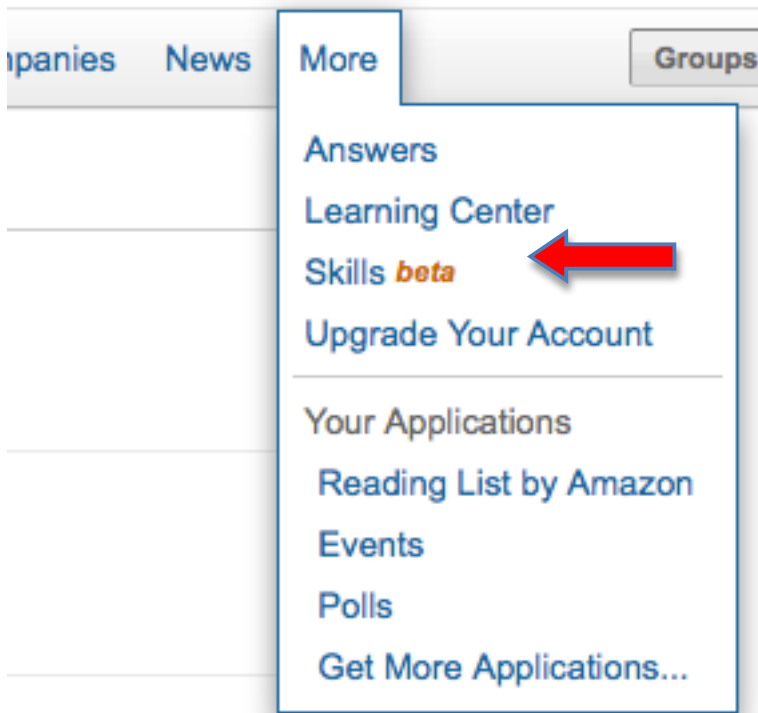 mpanies News More Groups
Answers
Learning Center
Skills beta
Upgrade Your Account
Your Applications
Reading List by Amazon
Events
Polls
Get More Applications...